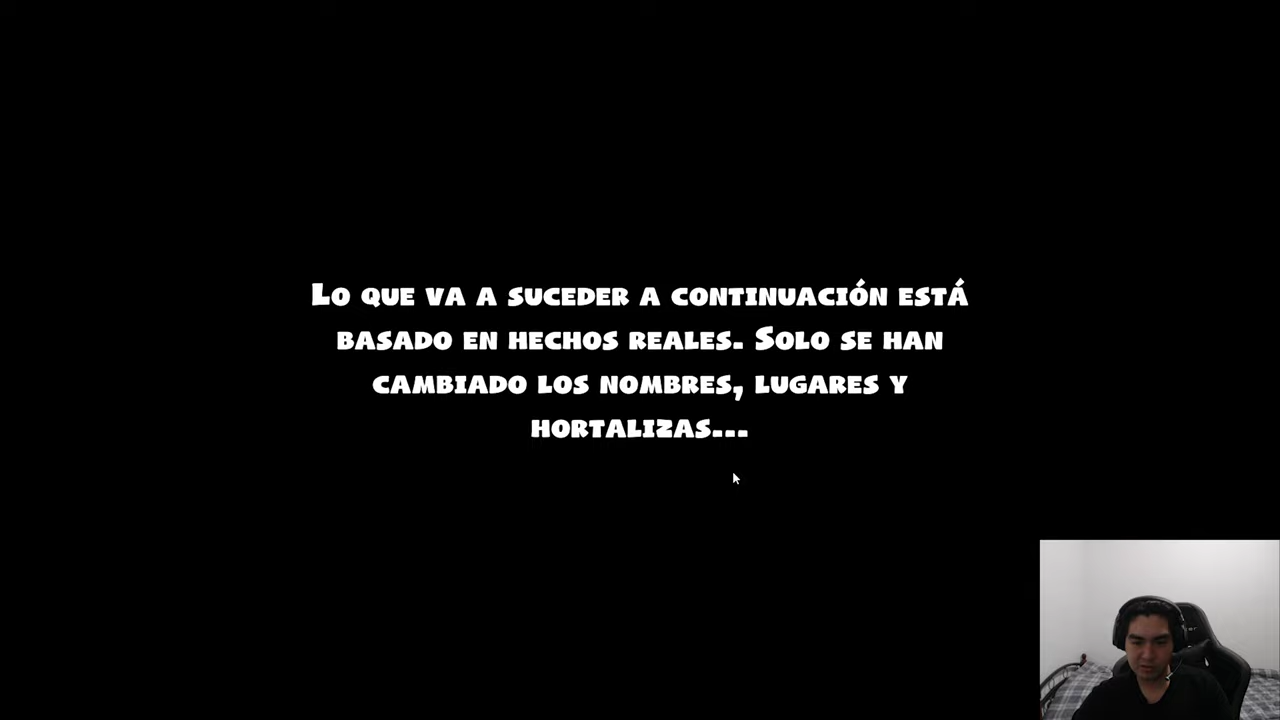 Lo que va a suceder a continuación está
basado en hechos reales. Solo se han
cambiado los nombres, lugares y
hortalizas...